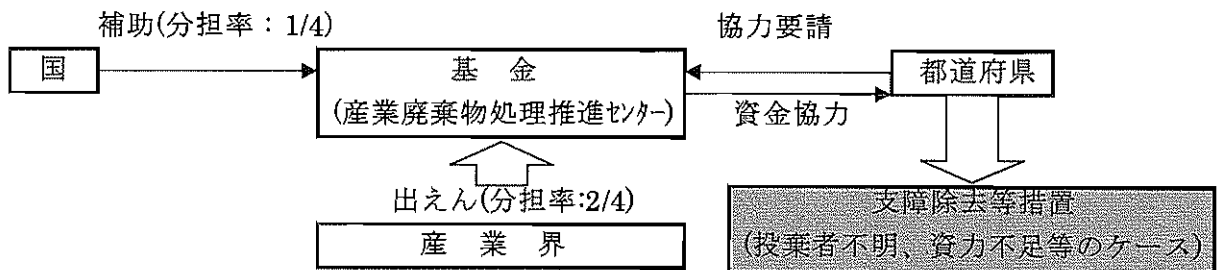 補助(分担率：1/4)
協力要請
国
基　金
(産業廃棄物処理推進ｾﾝﾀｰ)
都道府県
資金協力
出えん(分担率:2/4)
産　業　界
支障除去等措置
(投棄者不明、資力不足等のケース)